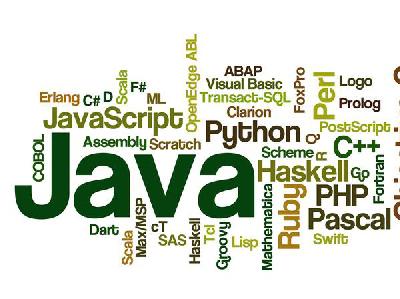 OpenEdge ABL
ABAP
FoxPro
Scala
F#
Visual Basic
Perl
Logo
Erlang
C#
D
ML
Transact-SQL
Prolog
JavaScript
Clarion
PostScript
Python
Q
COBOL
Assembly
Scratch
Scheme
R
C++
Java
Haskell
Go
Fortran
Mathematica
Ruby
PHP
Pascal
Dart
Scala
Max/MSP
cT
SAS
Haskell
Tcl
Groovy
Lisp
Swift